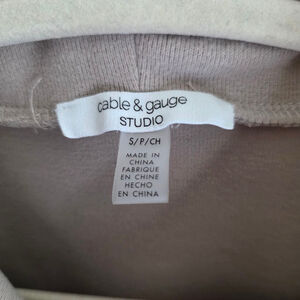 cable & gauge
STUDIO
S/P/CH
MADE IN
CHINA
FABRIQUE
EN CHINE
HECHO
EN CHINA